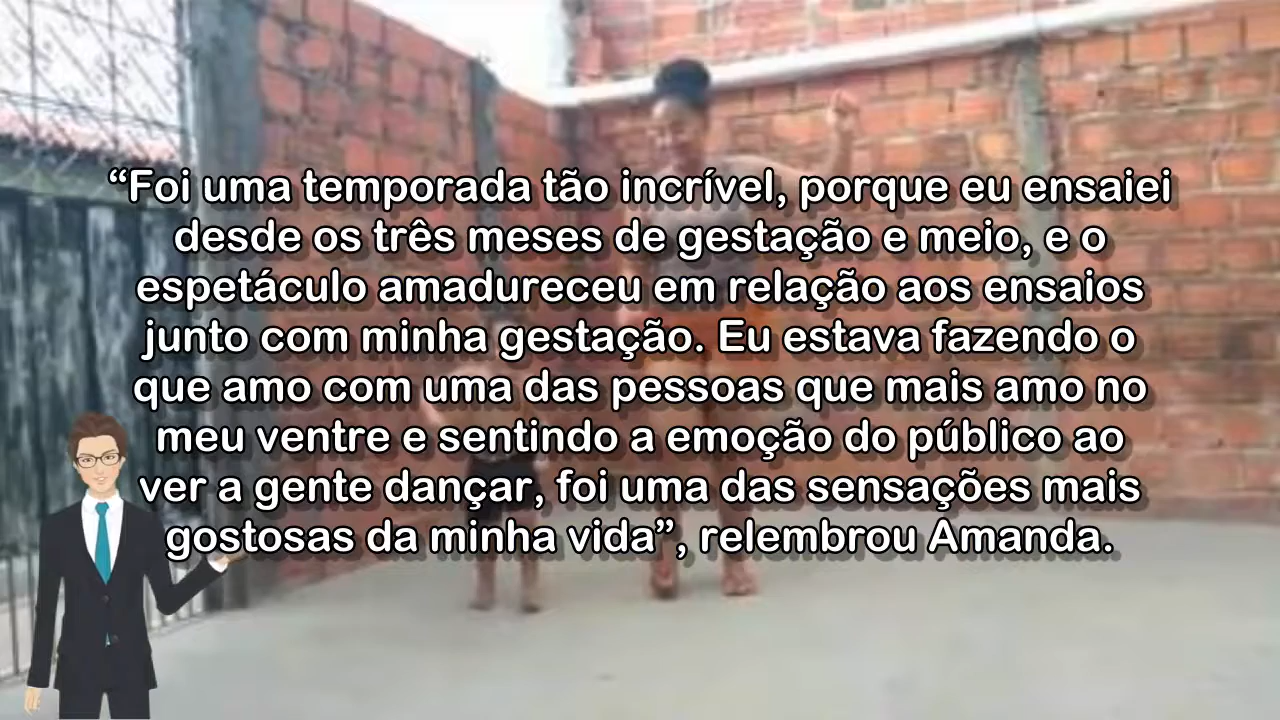 “Foi uma temporada tão incrível, porque eu ensaiei
desde os três meses de gestação e meio, e o
espetáculo amadureceu em relação aos ensaios
junto com minha gestação. Eu estava fazendo o
que amo com uma das pessoas que mais amo no
meu ventre e sentindo a emoção do público ao
ver a gente dançar, foi uma das sensações mais
gostosas da minha vida”, relembrou Amanda.